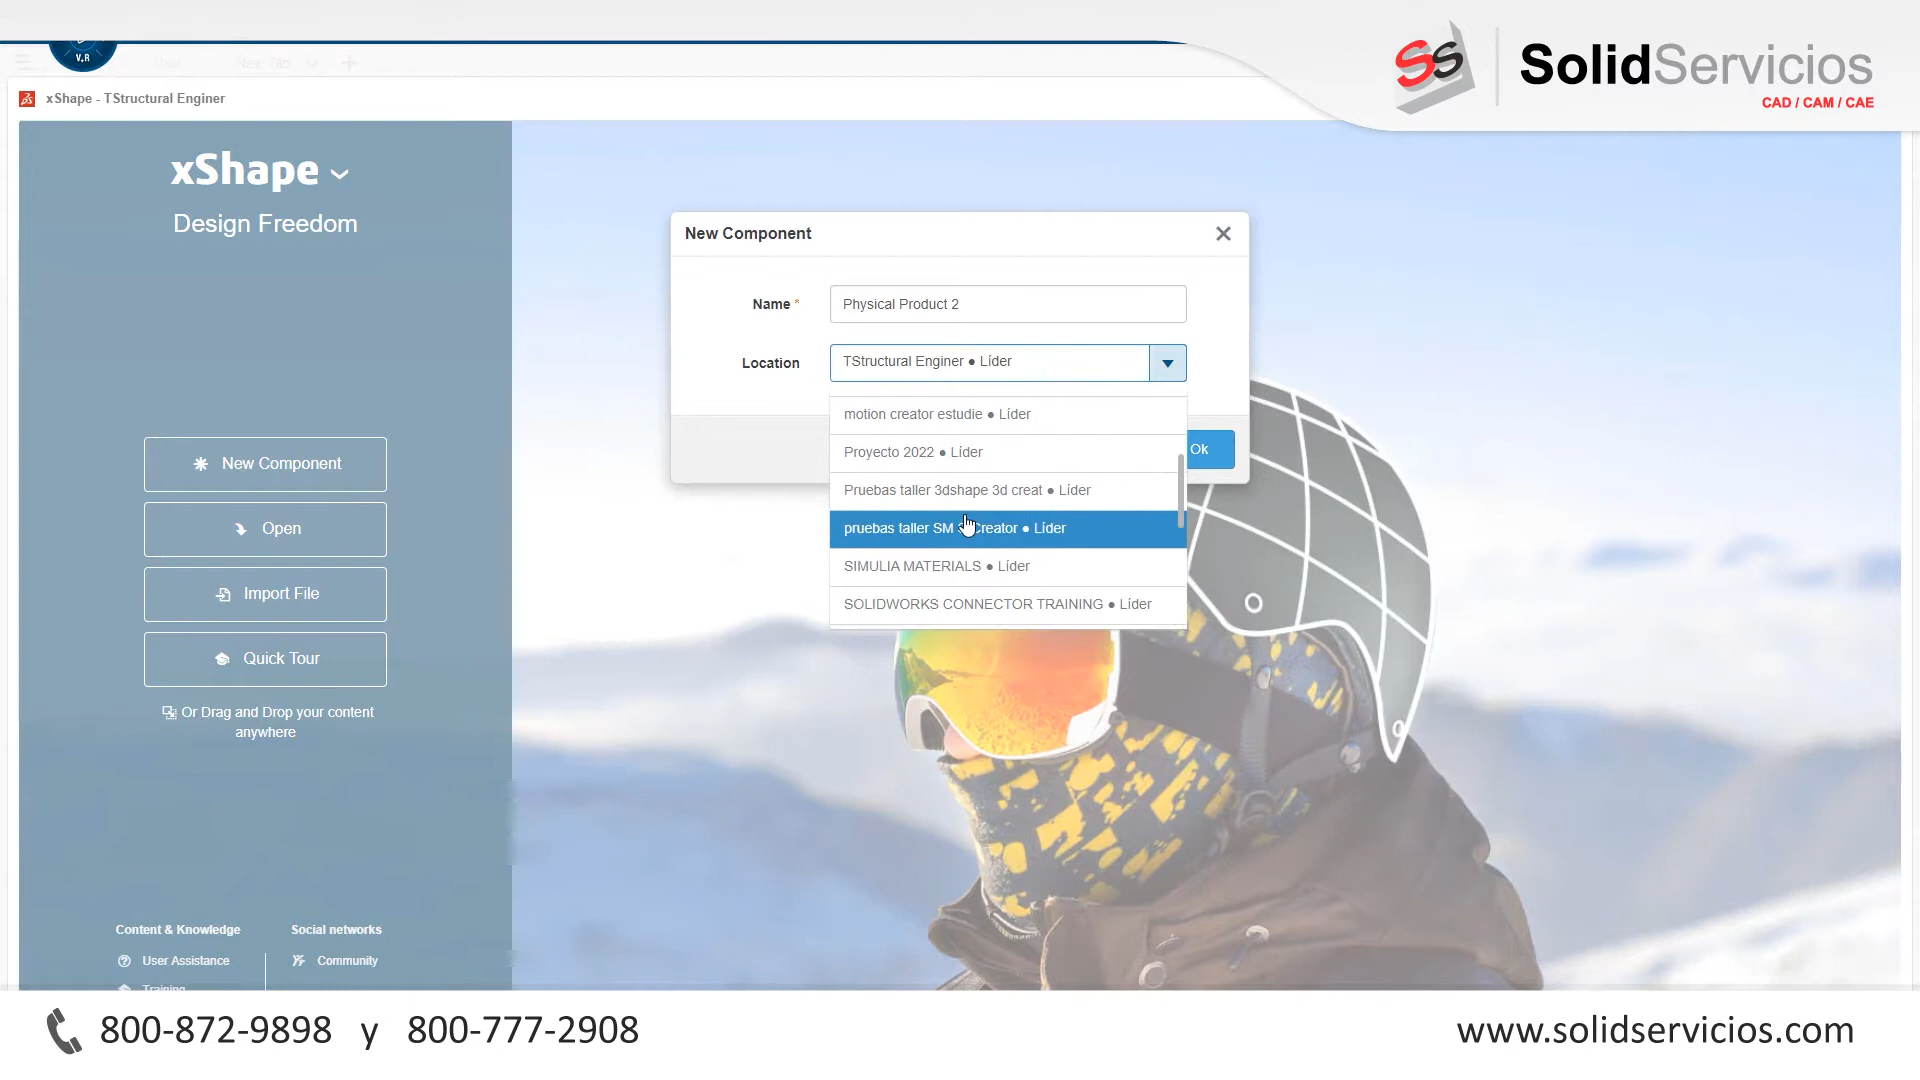 V.R
New Tab
xShape - TStructural Enginer
SS
SolidServicios
CAD / CAM / CAE
xShape
Design Freedom
New Component
Open
Import File
Quick Tour
Or Drag and Drop your content
anywhere
Content & Knowledge
User Assistance
Training
Social networks
Community
New Component
Name *
Physical Product 2
Location
TStructural Enginer ● Líder
motion creator estudie ● Líder
Proyecto 2022 ● Líder
Pruebas taller 3dshape 3d creat ● Líder
pruebas taller SM Creator ● Líder
SIMULIA MATERIALS ● Líder
SOLIDWORKS CONNECTOR TRAINING ● Líder
Ok
800-872-9898 y 800-777-2908
www.solidservicios.com